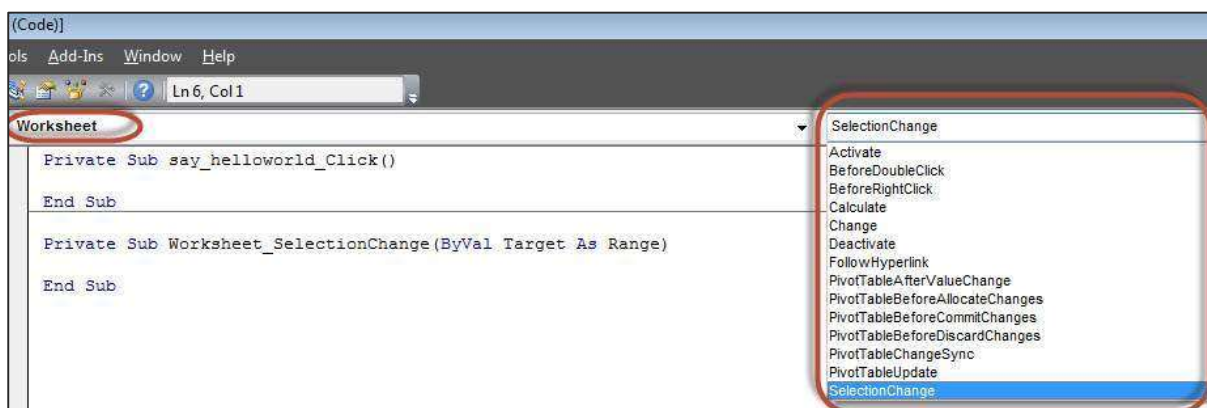 (Code)]
ols Add-Ins Window Help
Ln 6, Col 1
Worksheet
SelectionChange
Private Sub say_helloworld_Click()
End Sub
Private Sub Worksheet_SelectionChange(ByVal Target As Range)
End Sub
Activate
BeforeDoubleClick
BeforeRightClick
Calculate
Change
Deactivate
FollowHyperlink
PivotTableAfterValueChange
PivotTableBeforeAllocateChanges
PivotTableBeforeCommitChanges
PivotTableBeforeDiscardChanges
PivotTableChangeSync
PivotTableUpdate
SelectionChange